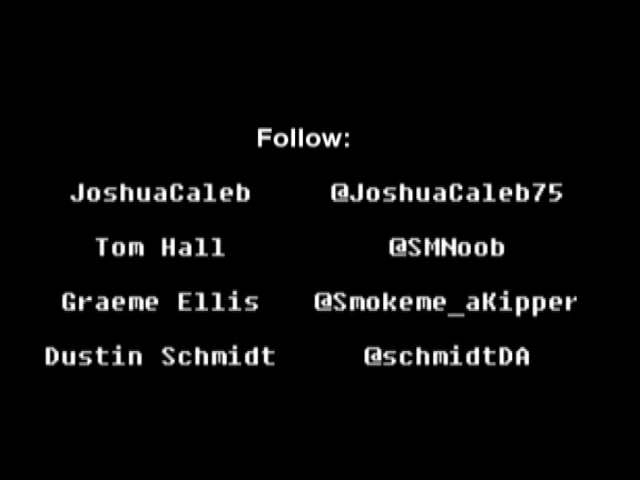 Follow:
JoshuaCaleb @JoshuaCaleb75
Tom Hall @SMNoob
Graeme Ellis @Smokeme_aKipper
Dustin Schmidt @schmidtDA